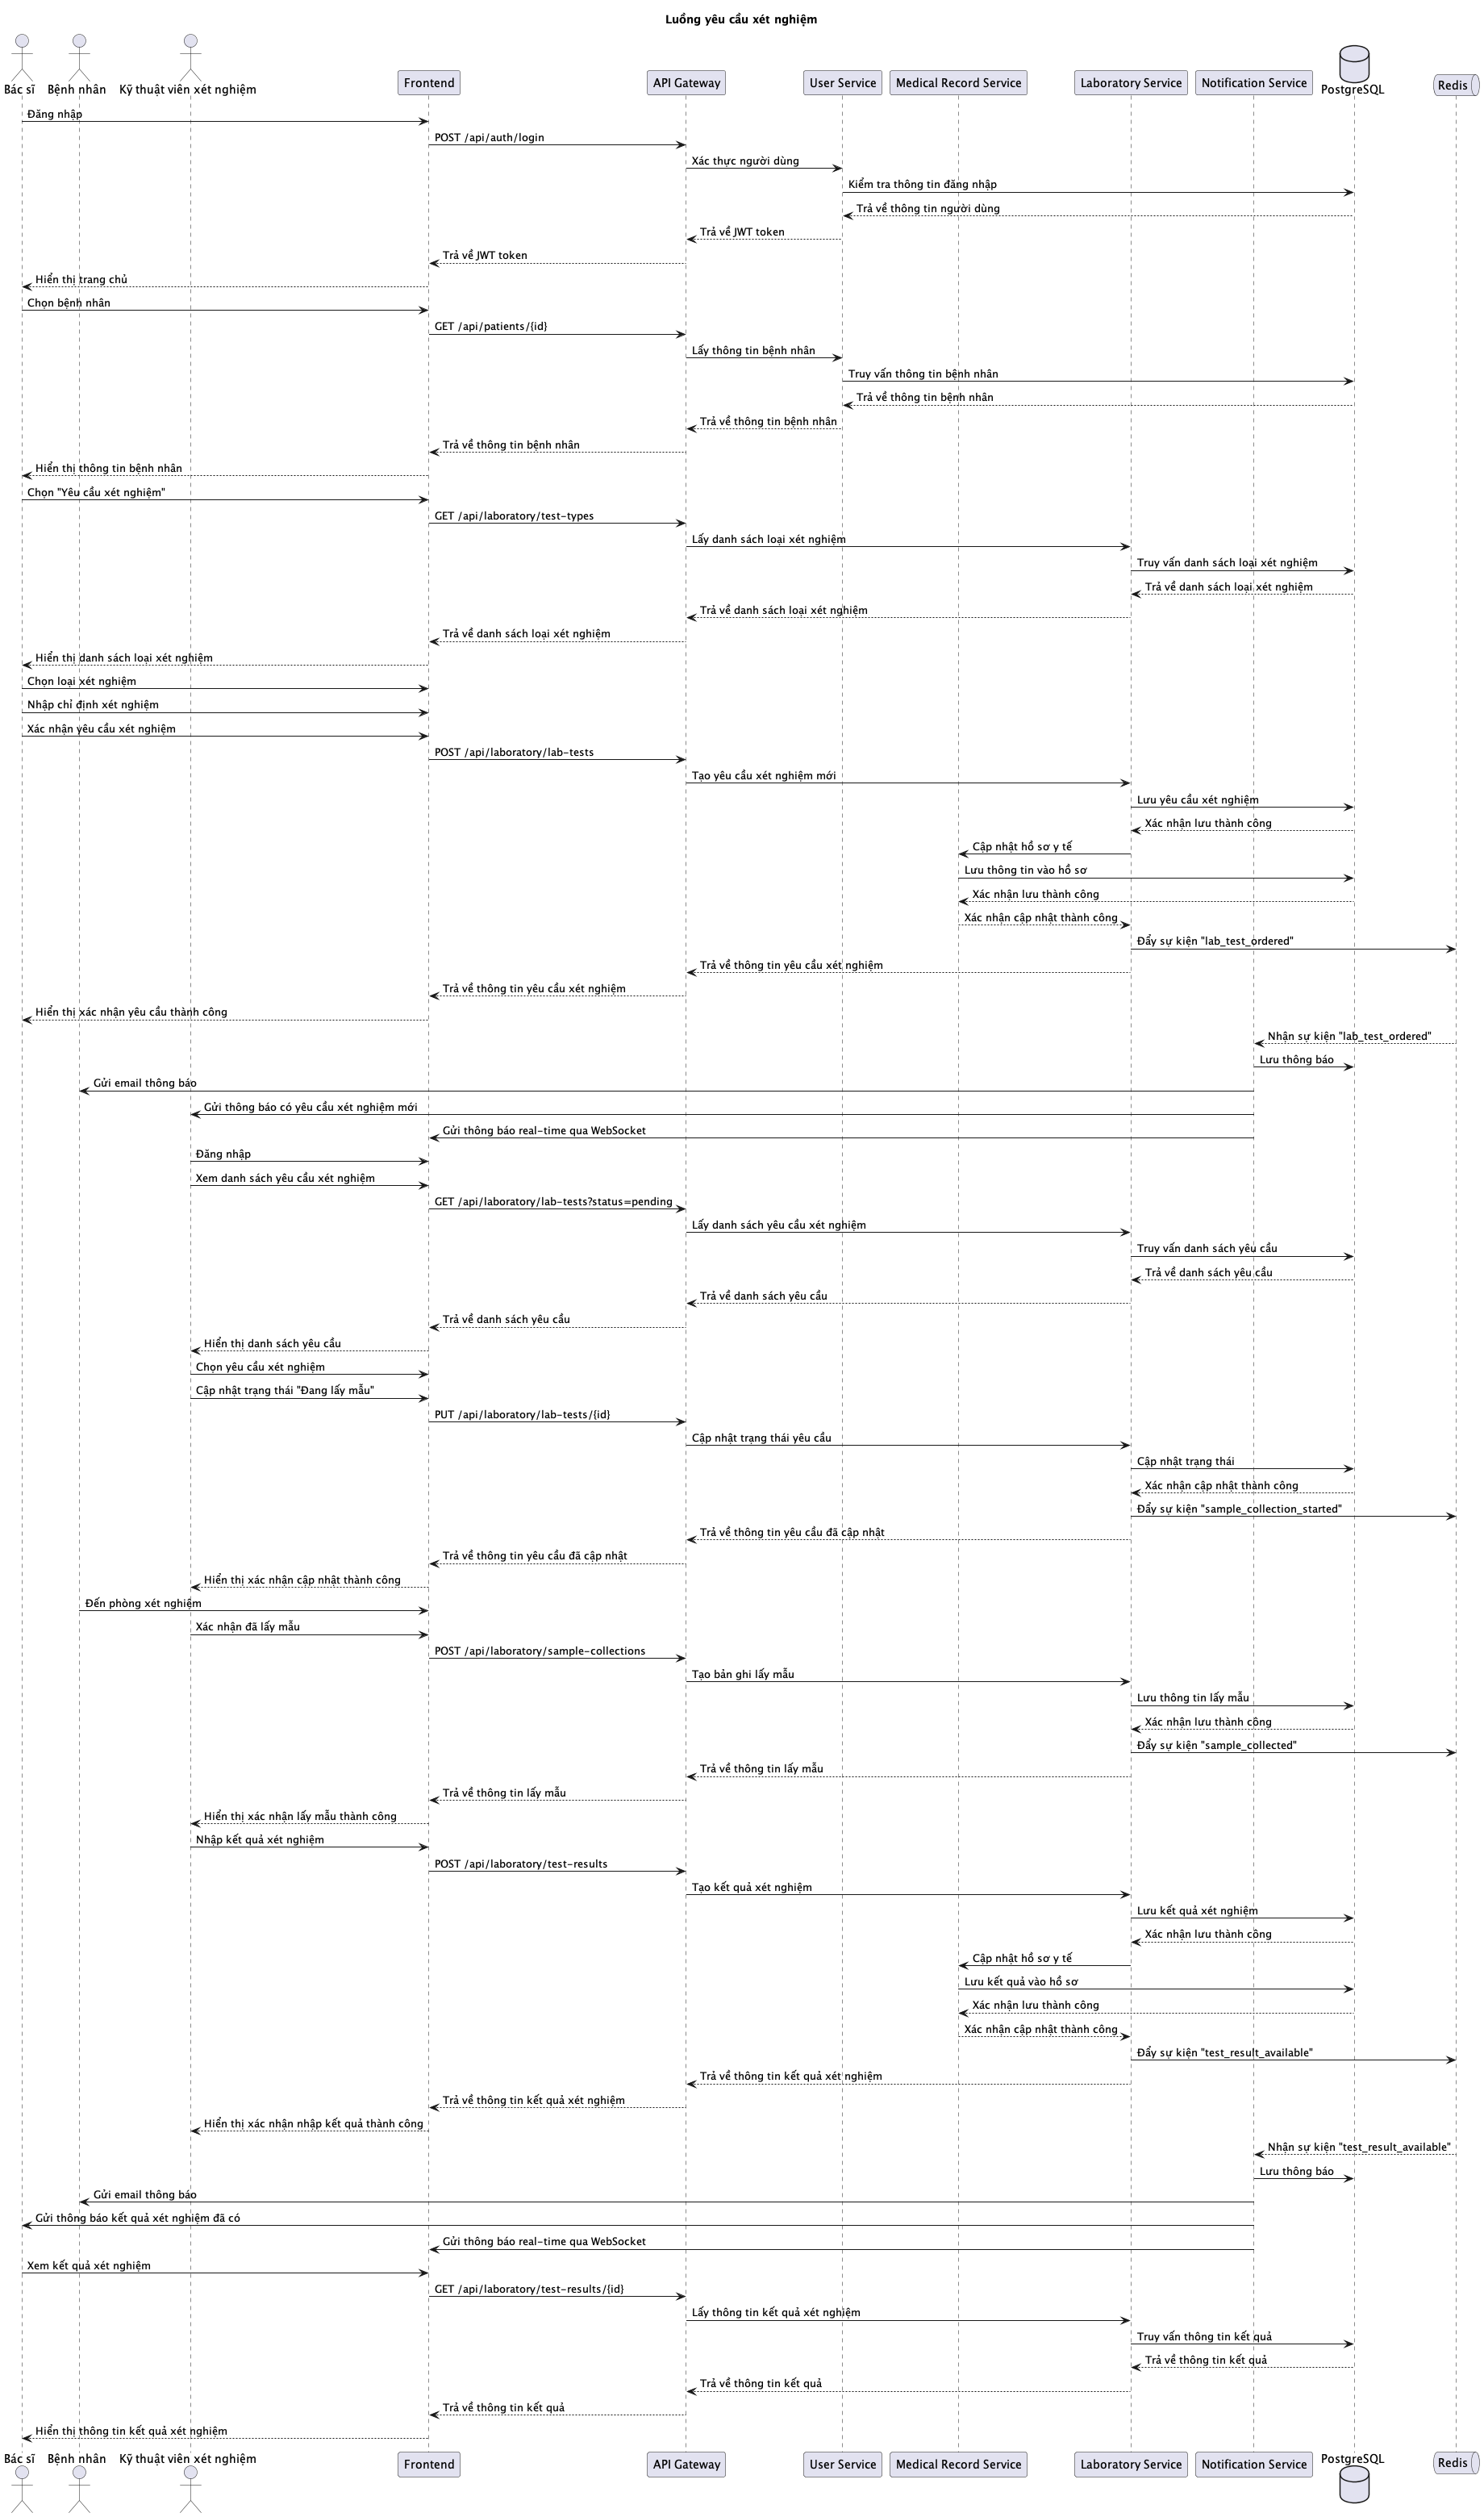 Luồng yêu cầu xét nghiệm
Bác sĩ
Bệnh nhân
Kỹ thuật viên xét nghiệm
Frontend
API Gateway
User Service
Medical Record Service
Laboratory Service
Notification Service
PostgreSQL
Redis
Đăng nhập
POST /api/auth/login
Xác thực người dùng
Kiểm tra thông tin đăng nhập
Trả về thông tin người dùng
Trả về JWT token
Trả về JWT token
Hiển thị trang chủ
Chọn bệnh nhân
GET /api/patients/{id}
Lấy thông tin bệnh nhân
Truy vấn thông tin bệnh nhân
Trả về thông tin bệnh nhân
Trả về thông tin bệnh nhân
Trả về thông tin bệnh nhân
Hiển thị thông tin bệnh nhân
Chọn "Yêu cầu xét nghiệm"
GET /api/laboratory/test-types
Lấy danh sách loại xét nghiệm
Truy vấn danh sách loại xét nghiệm
Trả về danh sách loại xét nghiệm
Trả về danh sách loại xét nghiệm
Trả về danh sách loại xét nghiệm
Hiển thị danh sách loại xét nghiệm
Chọn loại xét nghiệm
Nhập chỉ định xét nghiệm
Xác nhận yêu cầu xét nghiệm
POST /api/laboratory/lab-tests
Tạo yêu cầu xét nghiệm mới
Lưu yêu cầu xét nghiệm
Xác nhận lưu thành công
Cập nhật hồ sơ y tế
Lưu thông tin vào hồ sơ
Xác nhận lưu thành công
Xác nhận cập nhật thành công
Đẩy sự kiện "lab_test_ordered"
Trả về thông tin yêu cầu xét nghiệm
Trả về thông tin yêu cầu xét nghiệm
Hiển thị xác nhận yêu cầu thành công
Nhận sự kiện "lab_test_ordered"
Lưu thông báo
Gửi email thông báo
Gửi thông báo có yêu cầu xét nghiệm mới
Gửi thông báo real-time qua WebSocket
Đăng nhập
Xem danh sách yêu cầu xét nghiệm
GET /api/laboratory/lab-tests?status=pending
Lấy danh sách yêu cầu xét nghiệm
Truy vấn danh sách yêu cầu
Trả về danh sách yêu cầu
Trả về danh sách yêu cầu
Trả về danh sách yêu cầu
Hiển thị danh sách yêu cầu
Chọn yêu cầu xét nghiệm
Cập nhật trạng thái "Đang lấy mẫu"
PUT /api/laboratory/lab-tests/{id}
Cập nhật trạng thái yêu cầu
Cập nhật trạng thái
Xác nhận cập nhật thành công
Đẩy sự kiện "sample_collection_started"
Trả về thông tin yêu cầu đã cập nhật
Trả về thông tin yêu cầu đã cập nhật
Hiển thị xác nhận cập nhật thành công
Đến phòng xét nghiệm
Xác nhận đã lấy mẫu
POST /api/laboratory/sample-collections
Tạo bản ghi lấy mẫu
Lưu thông tin lấy mẫu
Xác nhận lưu thành công
Đẩy sự kiện "sample_collected"
Trả về thông tin lấy mẫu
Trả về thông tin lấy mẫu
Hiển thị xác nhận lấy mẫu thành công
Nhập kết quả xét nghiệm
POST /api/laboratory/test-results
Tạo kết quả xét nghiệm
Lưu kết quả xét nghiệm
Xác nhận lưu thành công
Cập nhật hồ sơ y tế
Lưu kết quả vào hồ sơ
Xác nhận lưu thành công
Xác nhận cập nhật thành công
Đẩy sự kiện "test_result_available"
Trả về thông tin kết quả xét nghiệm
Trả về thông tin kết quả xét nghiệm
Hiển thị xác nhận nhập kết quả thành công
Nhận sự kiện "test_result_available"
Lưu thông báo
Gửi email thông báo
Gửi thông báo kết quả xét nghiệm đã có
Gửi thông báo real-time qua WebSocket
Xem kết quả xét nghiệm
GET /api/laboratory/test-results/{id}
Lấy thông tin kết quả xét nghiệm
Truy vấn thông tin kết quả
Trả về thông tin kết quả
Trả về thông tin kết quả
Trả về thông tin kết quả
Hiển thị thông tin kết quả xét nghiệm
Bác sĩ
Bệnh nhân
Kỹ thuật viên xét nghiệm
Frontend
API Gateway
User Service
Medical Record Service
Laboratory Service
Notification Service
PostgreSQL
Redis